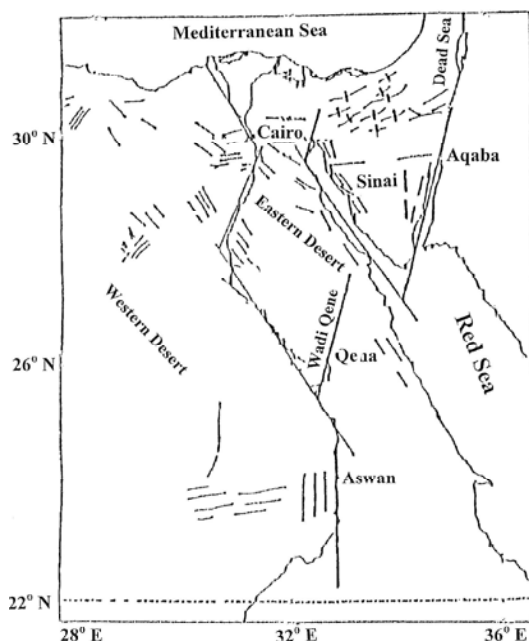 Mediterranean Sea
Dead Sea
30° N
Cairo
Aqaba
Sinai
Eastern Desert
Western Desert
Wadi Qene
Red Sea
26° N
Qena
Aswan
22° N
28° E
32° E
36° E